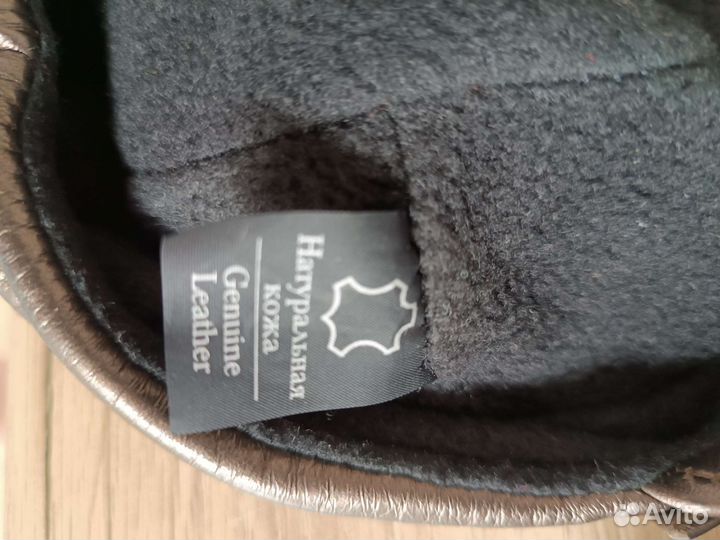 Натуральная
кожа
Genuine
Leather
Avito